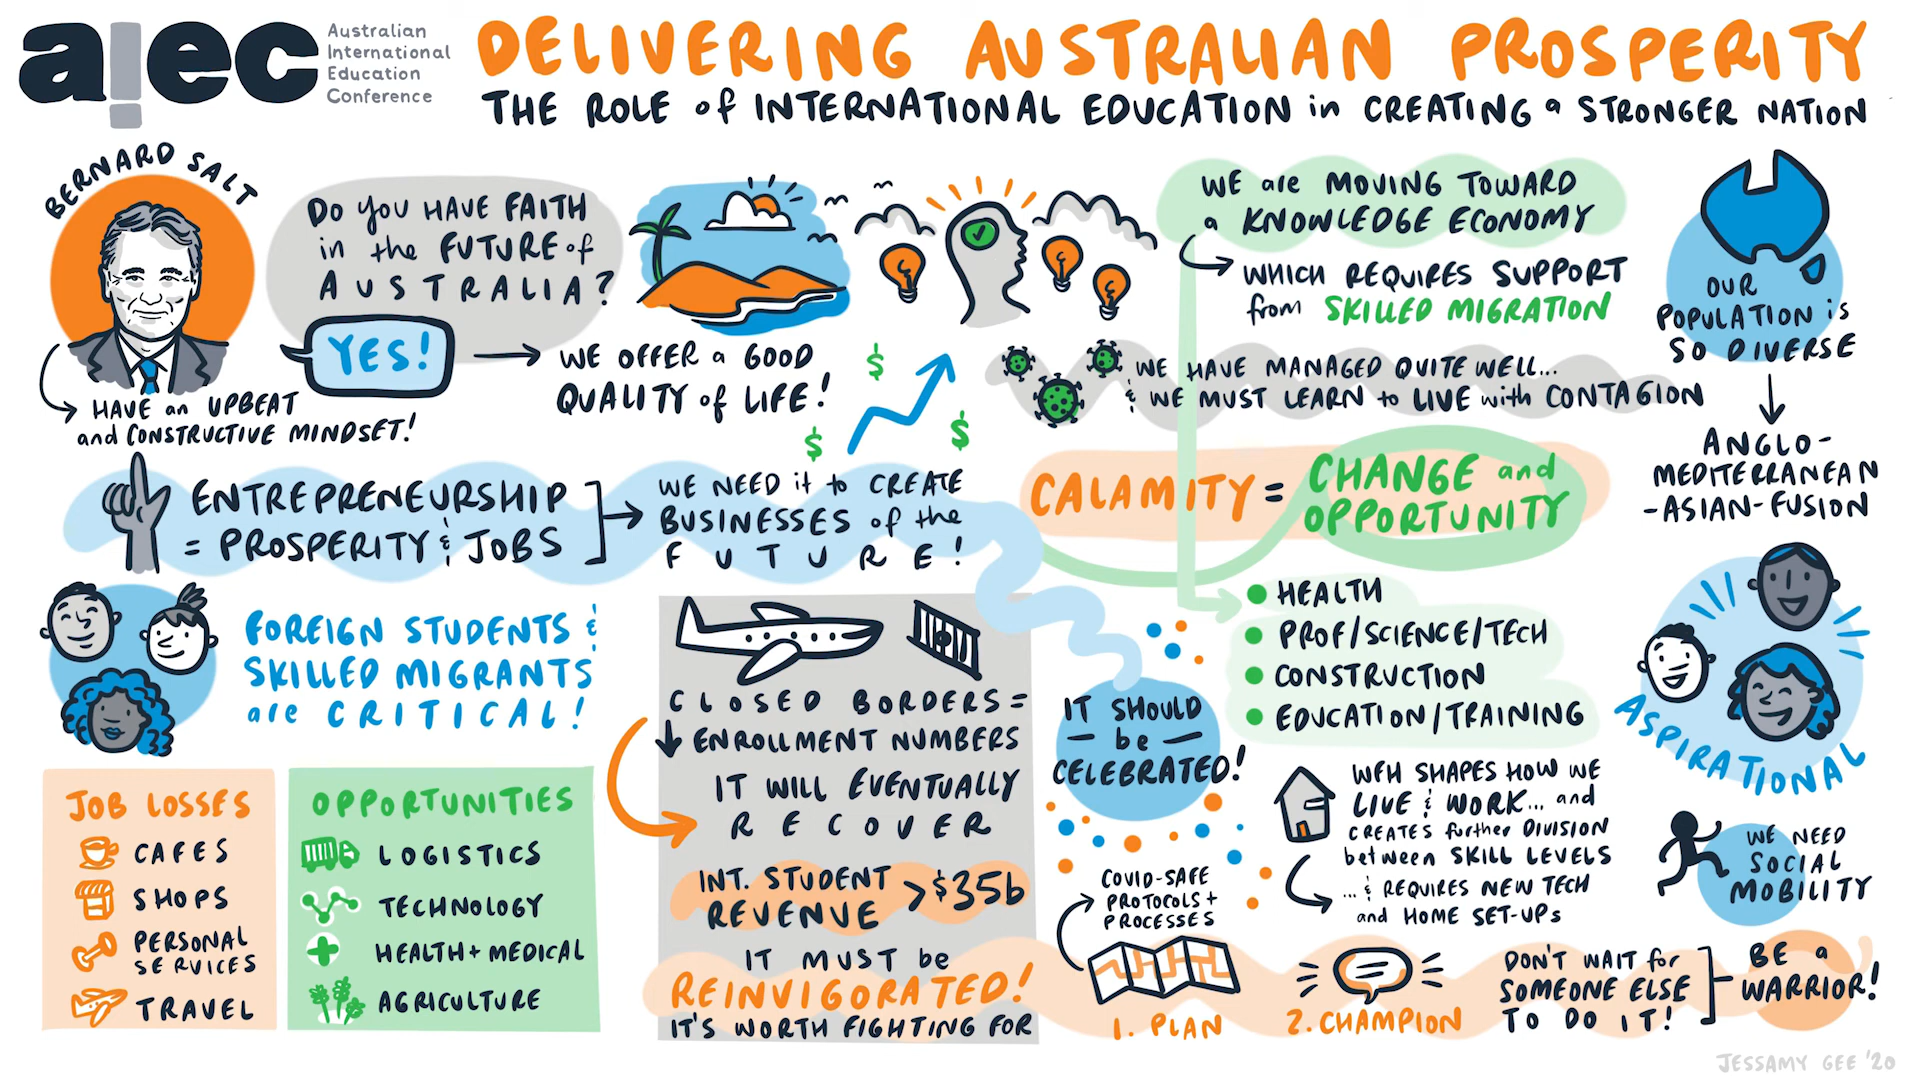 aiec
Australian
International
Education
Conference
DELIVERING AUSTRALIAN PROSPERITY
THE ROLE of INTERNATIONAL EDUCATION in CREATING a STRONGER NATION
BERNARD SALT
HAVE an UPBEAT
and CONSTRUCTIVE MINDSET!
DO YOU HAVE FAITH
in the FUTURE of
AUSTRALIA?
YES!
WE OFFER a GOOD
QUALITY of LIFE!
$
$
$
WE are MOVING TOWARD
a KNOWLEDGE ECONOMY
WHICH REQUIRES SUPPORT
from SKILLED MIGRATION
WE HAVE MANAGED QUITE WELL...
& WE MUST LEARN to LIVE with CONTAGION
OUR
POPULATION is
SO DIVERSE
ANGLO-
MEDITERRANEAN
-ASIAN-FUSION
ENTREPRENEURSHIP
= PROSPERITY & JOBS
WE NEED it to CREATE
BUSINESSES of the
FUTURE!
CALAMITY =
CHANGE and
OPPORTUNITY
FOREIGN STUDENTS &
SKILLED MIGRANTS
are CRITICAL!
CLOSED BORDERS =
↓ ENROLLMENT NUMBERS
IT WILL EVENTUALLY
RECOVER
INT. STUDENT
REVENUE > $35b
IT MUST be
REINVIGORATED!
IT'S WORTH FIGHTING FOR
IT SHOULD
be
CELEBRATED!
HEALTH
PROF/SCIENCE/TECH
CONSTRUCTION
EDUCATION/TRAINING
ASPIRATIONAL
JOB LOSSES
CAFES
SHOPS
PERSONAL
SERVICES
TRAVEL
OPPORTUNITIES
LOGISTICS
TECHNOLOGY
HEALTH + MEDICAL
AGRICULTURE
WFH SHAPES HOW WE
LIVE & WORK... and
CREATES further DIVISION
between SKILL LEVELS
... & REQUIRES NEW TECH
and HOME SET-UPs
WE NEED
SOCIAL
MOBILITY
COVID-SAFE
PROTOCOLS +
PROCESSES
1. PLAN
2. CHAMPION
DON'T WAIT for
SOMEONE ELSE
TO DO IT!
BE a
WARRIOR!
JESSAMY GEE '20